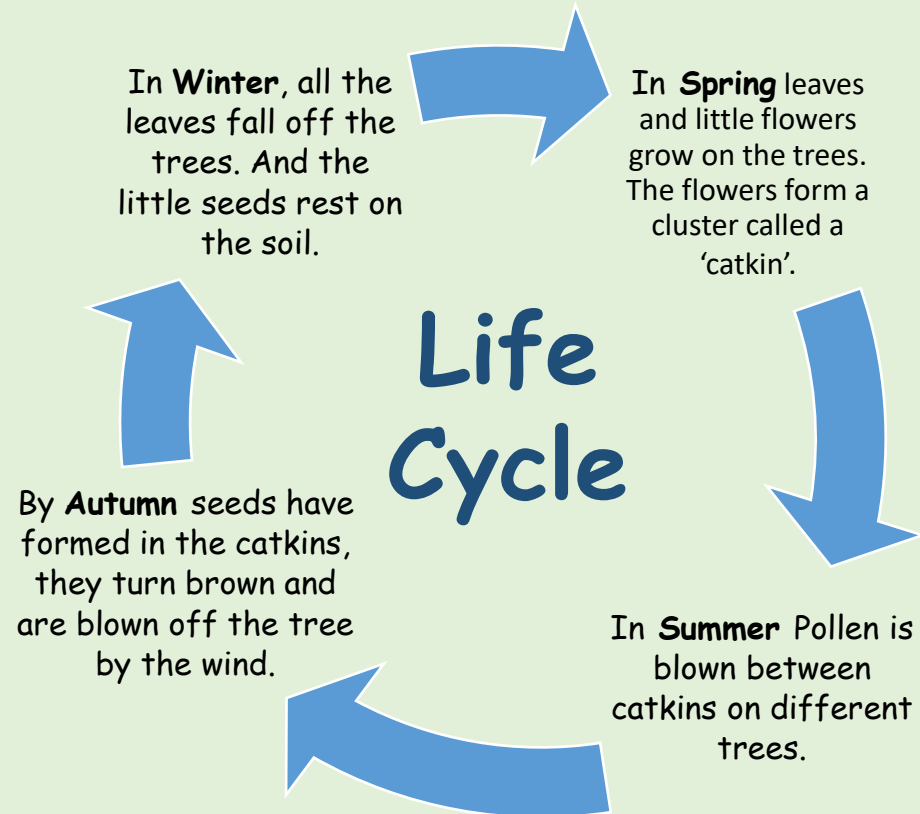 In Winter, all the
leaves fall off the
trees. And the
little seeds rest on
the soil.
In Spring leaves
and little flowers
grow on the trees.
The flowers form a
cluster called a
‘catkin’.
Life
Cycle
By Autumn seeds have
formed in the catkins,
they turn brown and
are blown off the tree
by the wind.
In Summer Pollen is
blown between
catkins on different
trees.